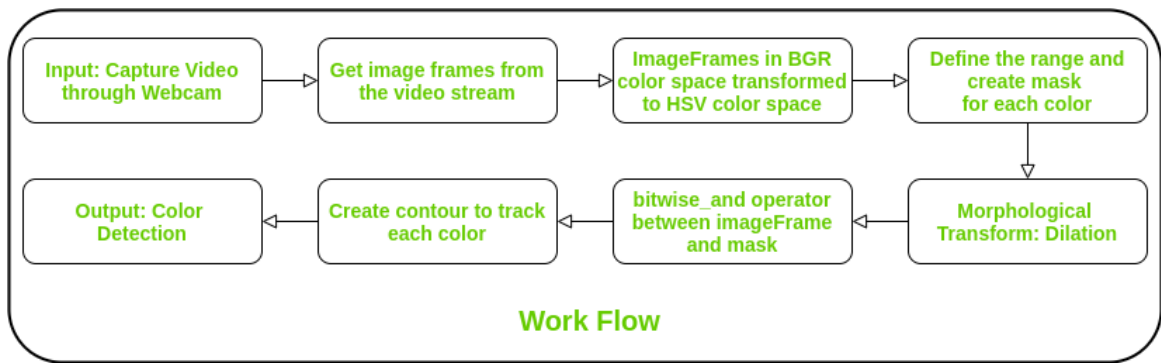 Input: Capture Video
through Webcam
Get image frames from
the video stream
ImageFrames in BGR
color space transformed
to HSV color space
Define the range and
create mask
for each color
Morphological
Transform: Dilation
bitwise_and operator
between imageFrame
and mask
Create contour to track
each color
Output: Color
Detection
Work Flow